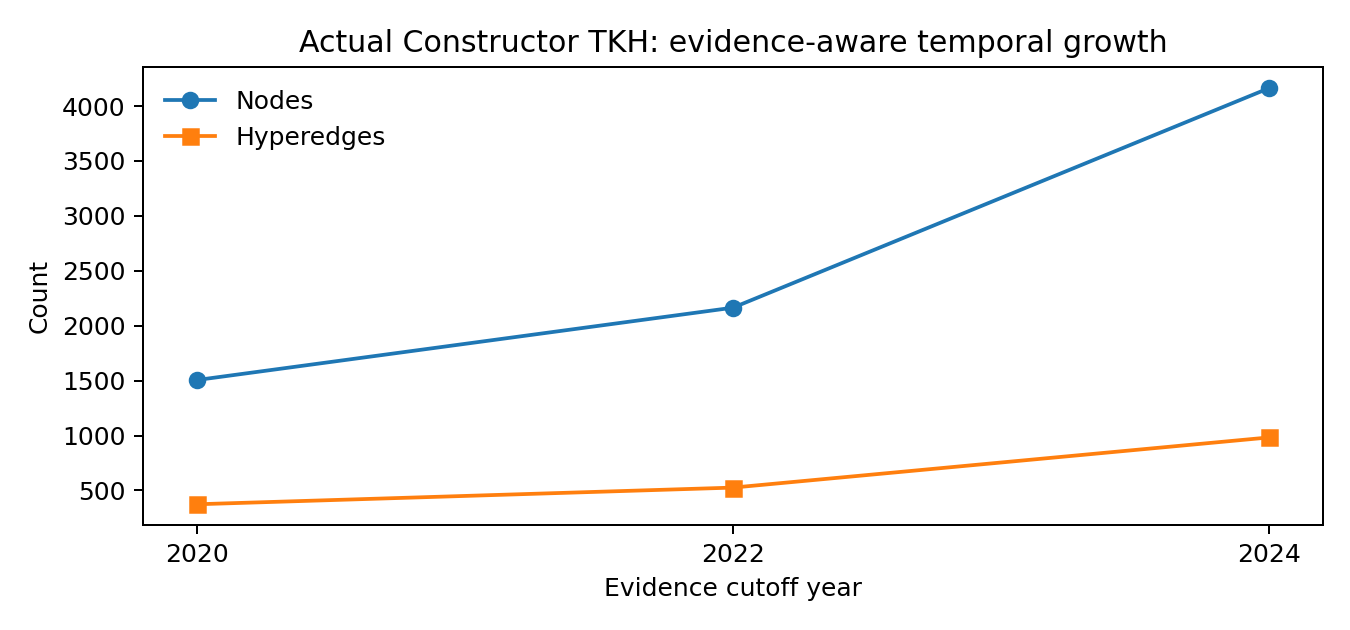 Actual Constructor TKH: evidence-aware temporal growth
Nodes
Hyperedges
4000
3500
3000
2500
2000
1500
1000
500
Count
2020
2022
2024
Evidence cutoff year